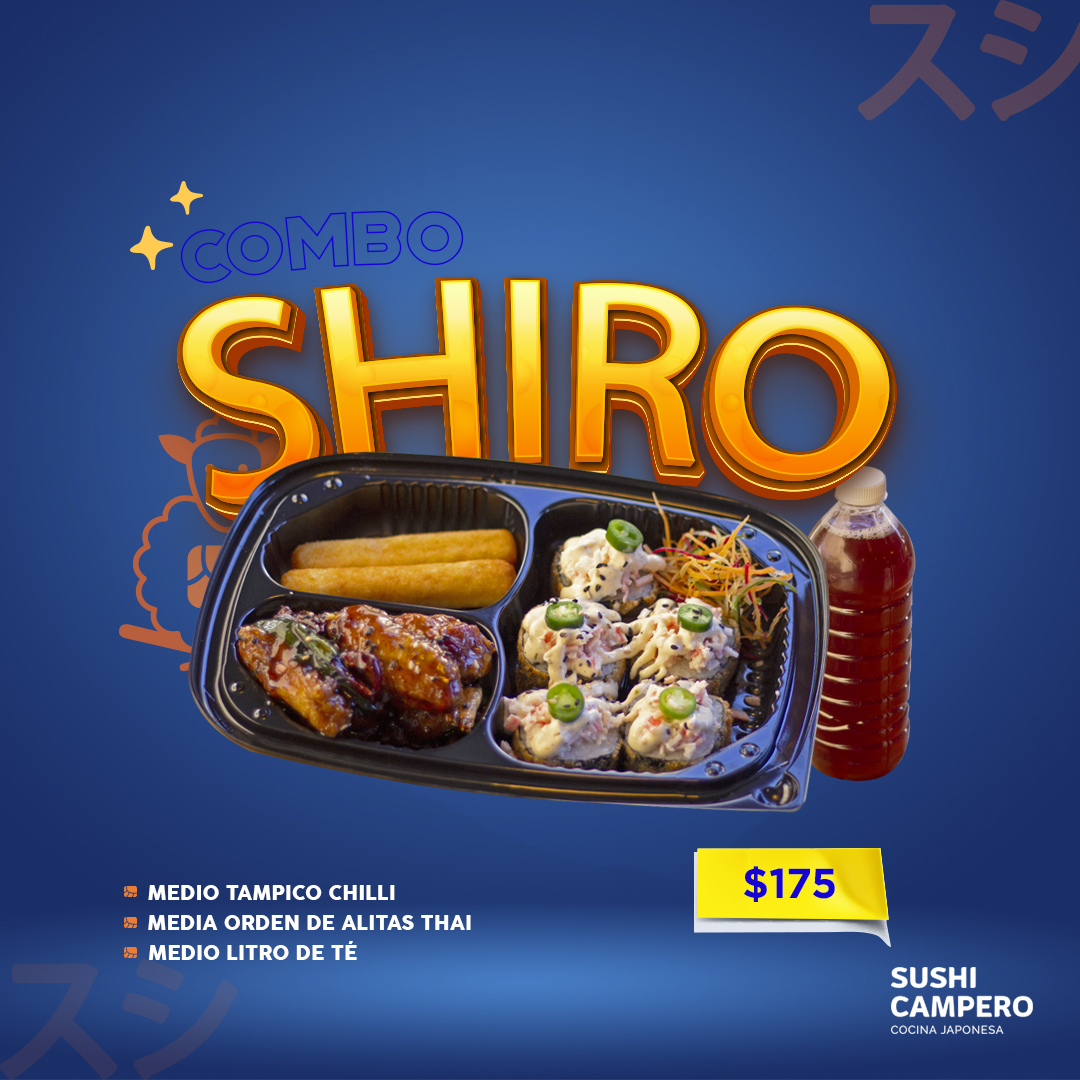 スシ
COMBO
SHIRO
MEDIO TAMPICO CHILLI
MEDIA ORDEN DE ALITAS THAI
MEDIO LITRO DE TÉ
$175
スシ
SUSHI
CAMPERO
COCINA JAPONESA